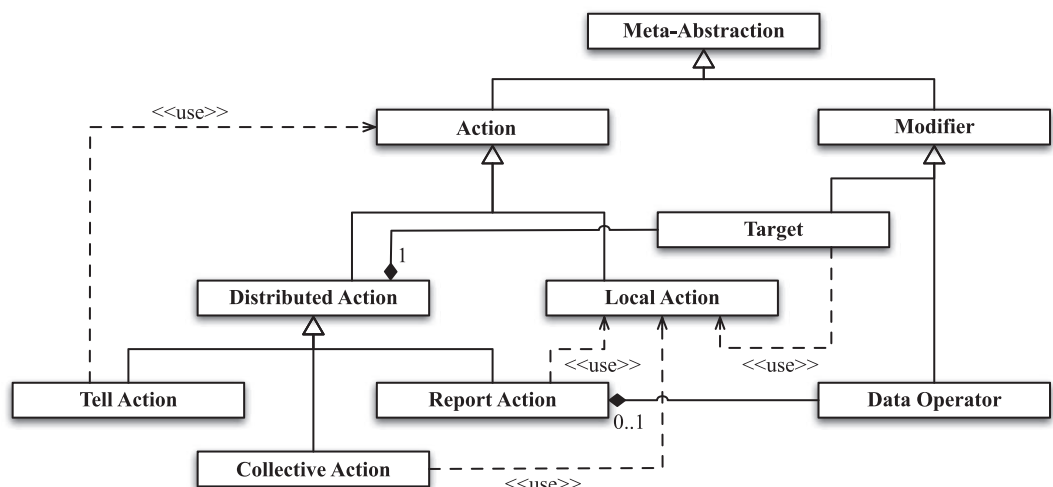 Meta-Abstraction
<<use>>
Action
Modifier
Target
1
Distributed Action
Local Action
<<use>>
<<use>>
Tell Action
Report Action
Data Operator
0..1
Collective Action
<<use>>